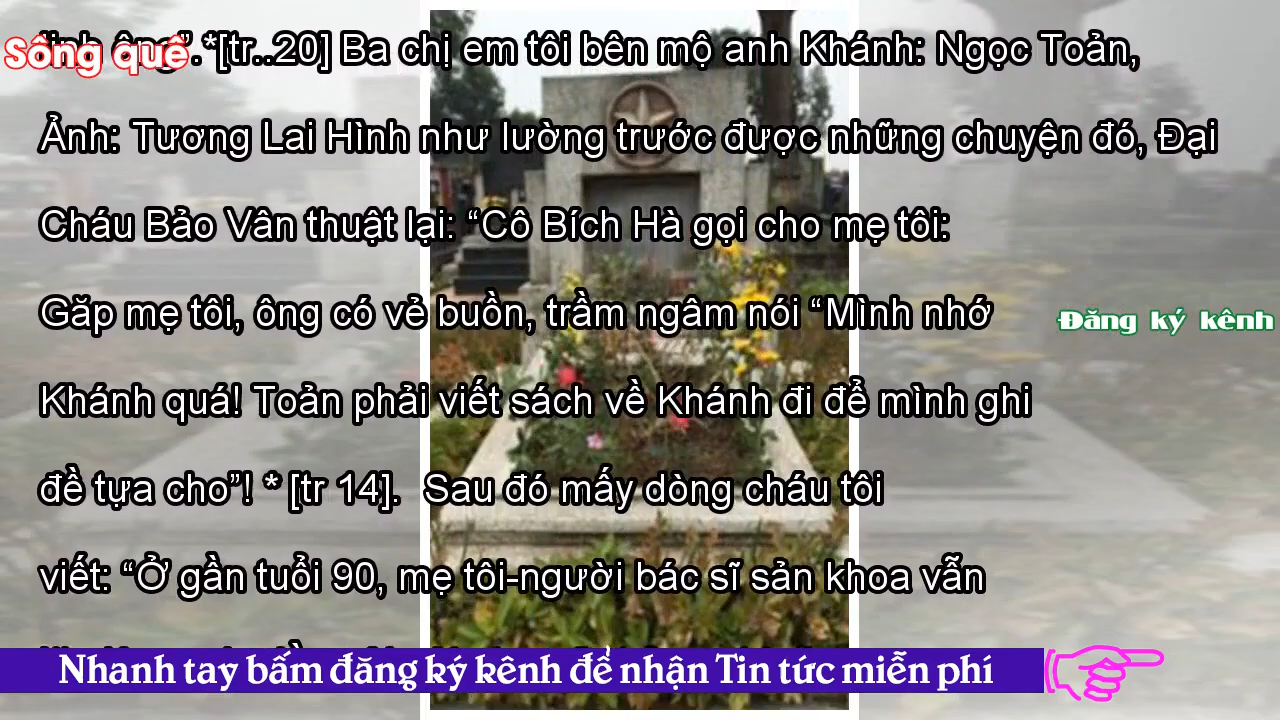 Sông quê
ông”.*[tr..20] Ba chị em tôi bên mộ anh Khánh: Ngọc Toản,
Ảnh: Tương Lai Hình như lường trước được những chuyện đó, Đại
Cháu Bảo Vân thuật lại: “Cô Bích Hà gọi cho mẹ tôi:
Gặp mẹ tôi, ông có vẻ buồn, trầm ngâm nói “Mình nhớ
Đăng ký kênh
Khánh quá! Toản phải viết sách về Khánh đi để mình ghi
đề tựa cho”! * [tr 14]. Sau đó mấy dòng cháu tôi
viết: “Ở gần tuổi 90, mẹ tôi-người bác sĩ sản khoa vẫn
Nhanh tay bấm đăng ký kênh để nhận Tin tức miễn phí